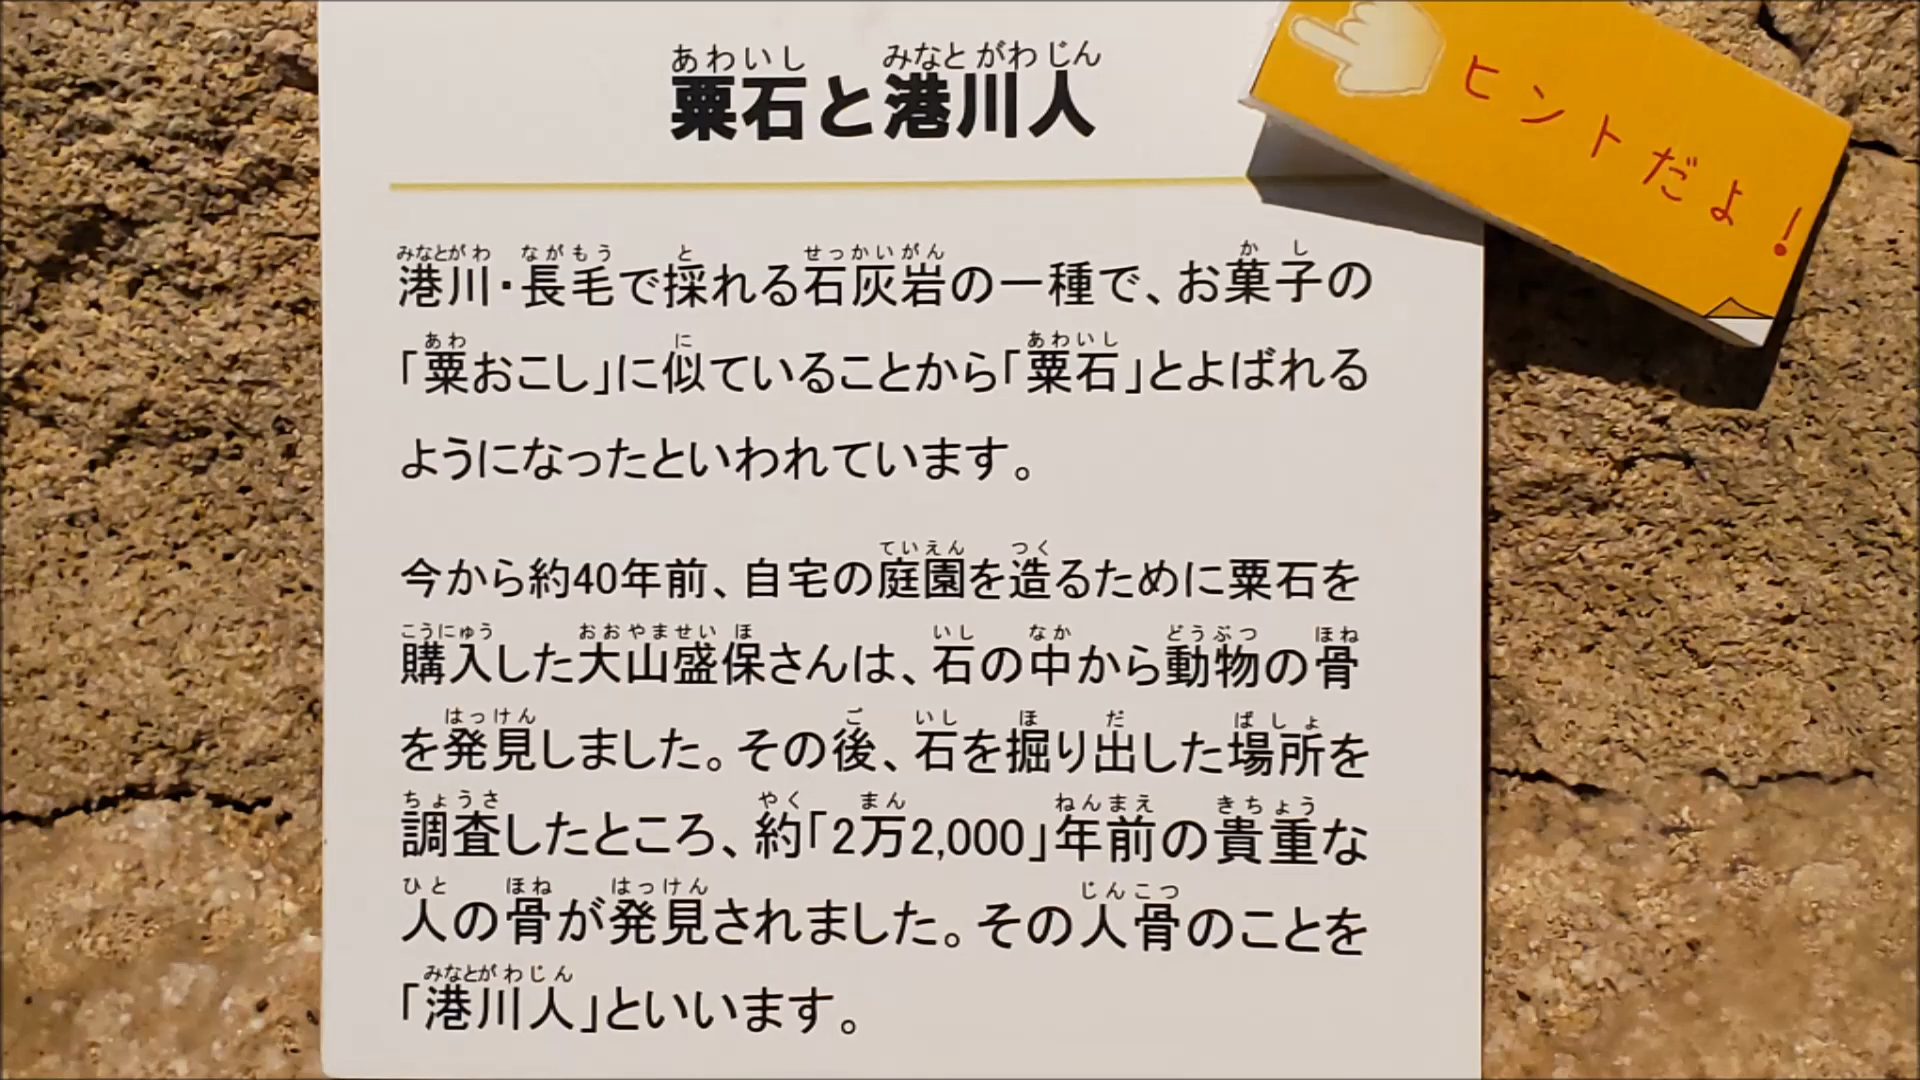 あわいし みなとがわじん
粟石と港川人
ヒントだよ!
みなとがわ ながもう と せっかいがん かし
港川・長毛で採れる石灰岩の一種で、お菓子の
あわ に あわいし
「粟おこし」に似ていることから「粟石」とよばれる
ようになったといわれています。
ていえん つく
今から約40年前、自宅の庭園を造るために粟石を
こうにゅう おおやませいほ いし なか どうぶつ ほね
購入した大山盛保さんは、石の中から動物の骨
はっけん ご いし ほ だ ばしょ
を発見しました。その後、石を掘り出した場所を
ちょうさ やく まん ねんまえ きちょう
調査したところ、約「2万2,000」年前の貴重な
ひと ほね はっけん じんこつ
人の骨が発見されました。その人骨のことを
みなとがわじん
「港川人」といいます。